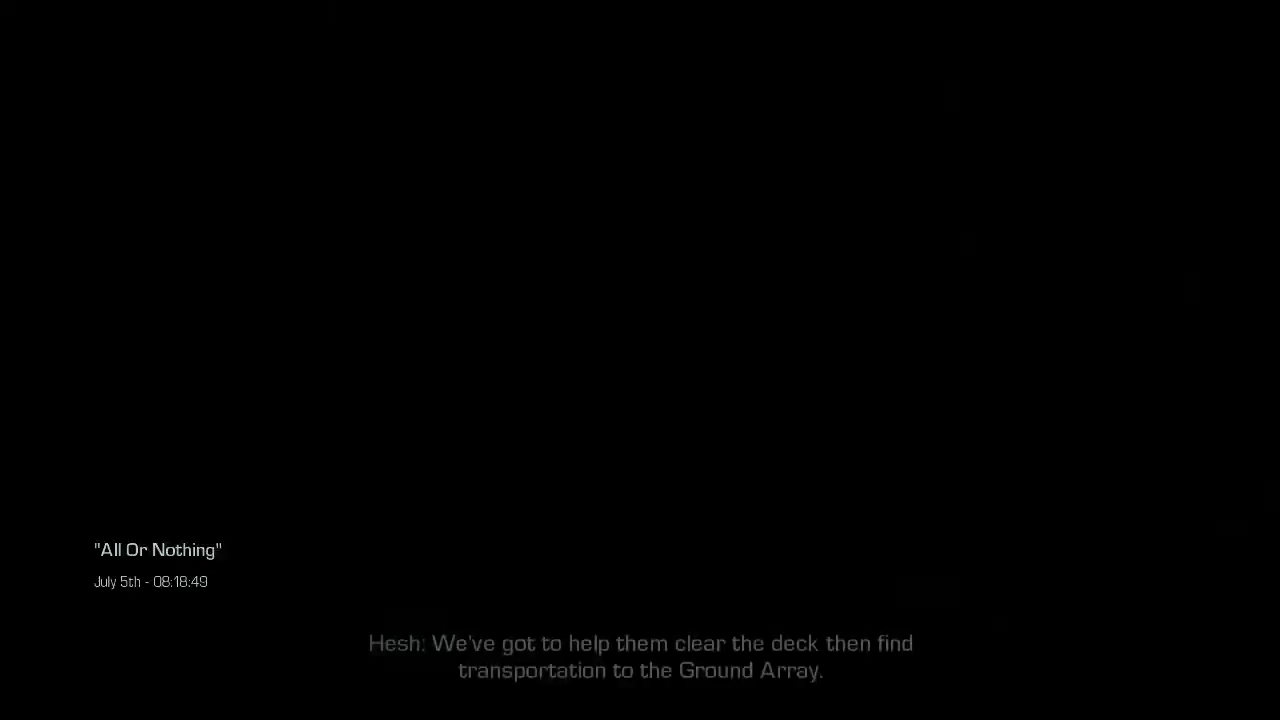 "All Or Nothing"
July 5th - 08:18:49
Hesh: We've got to help them clear the deck then find
transportation to the Ground Array.